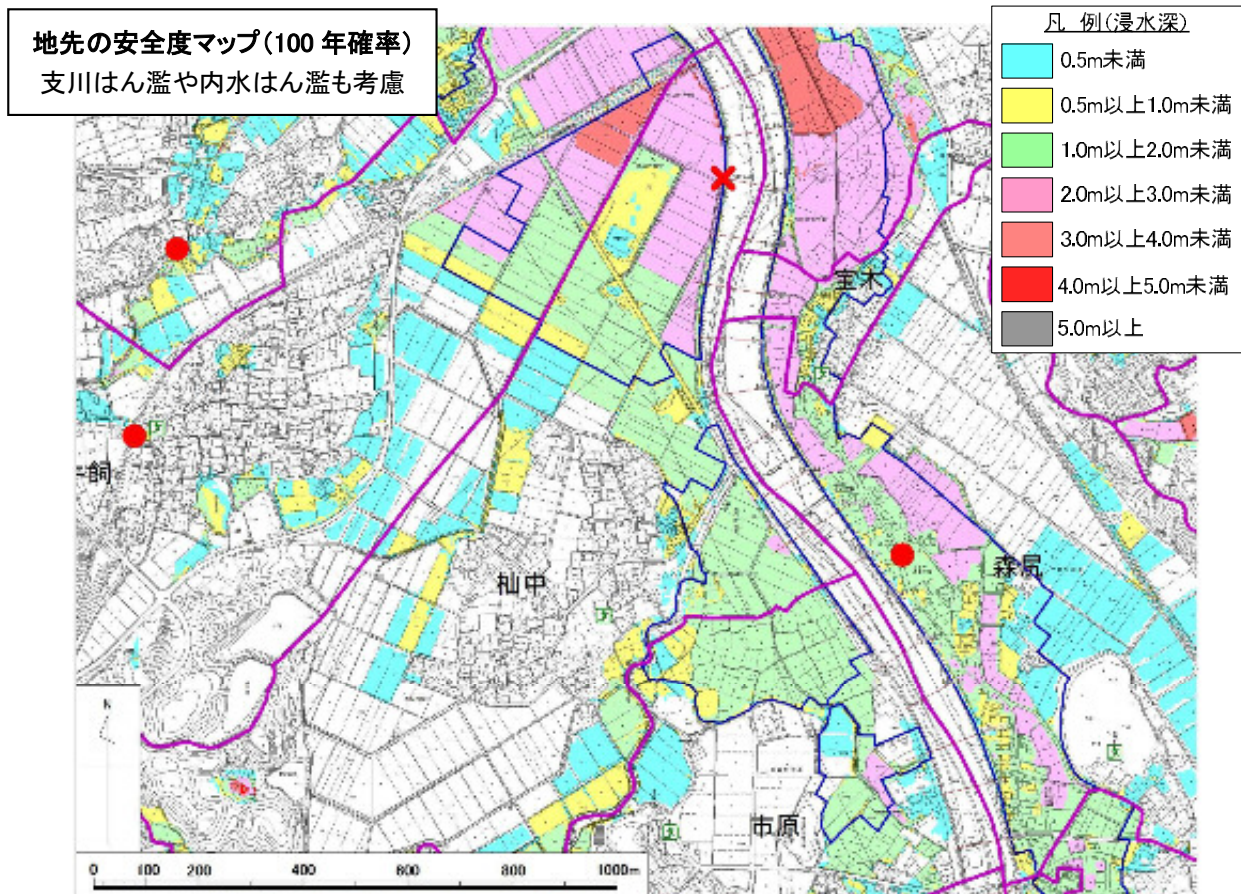 地先の安全度マップ(100 年確率)
支川はん濫や内水はん濫も考慮
凡 例(浸水深)
0.5m未満
0.5m以上1.0m未満
1.0m以上2.0m未満
2.0m以上3.0m未満
3.0m以上4.0m未満
4.0m以上5.0m未満
5.0m以上
宝木
飼
森尻
杣中
市原
N
0 100 200 400 600 800 1000m